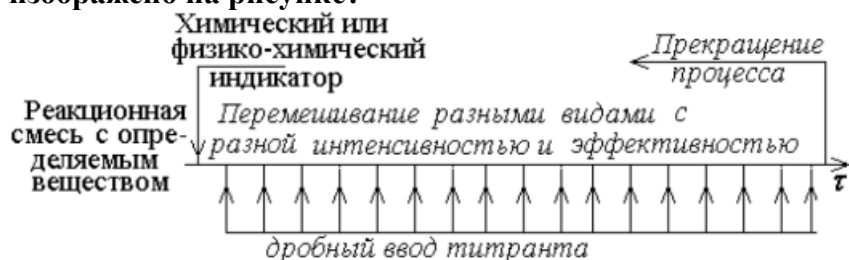 изображено на рисунке?
Химический или
физико-химический
индикатор
Прекращение
процесса
Реакционная
смесь с опре-
деляемым
веществом
Перемешивание разными видами с
разной интенсивностью и эффективностью
τ
дробный ввод титранта